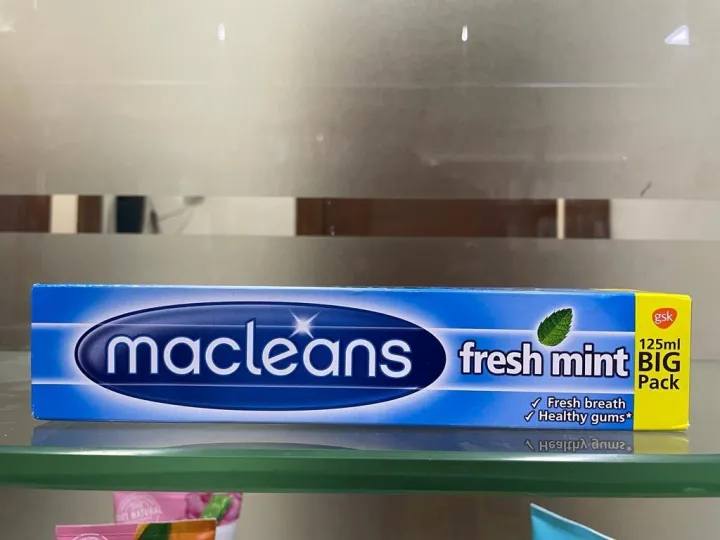 macleans
fresh mint
✓ Fresh breath
✓ Healthy gums*
gsk
125ml
BIG
Pack